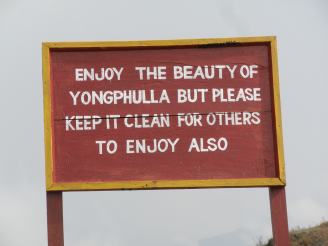 ENJOY THE BEAUTY OF
YONGPHULLA BUT PLEASE
KEEP IT CLEAN FOR OTHERS
TO ENJOY ALSO